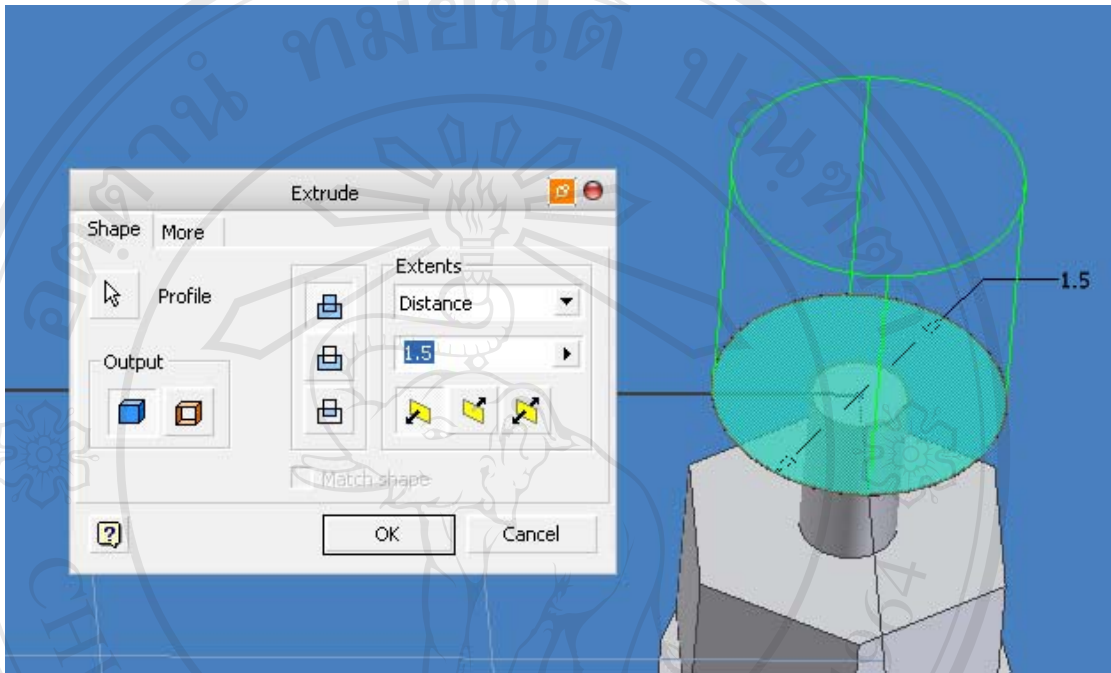 Extrude
Shape More
Profile
Extents
Distance
1.5
Output
Match shape
OK Cancel
1.5